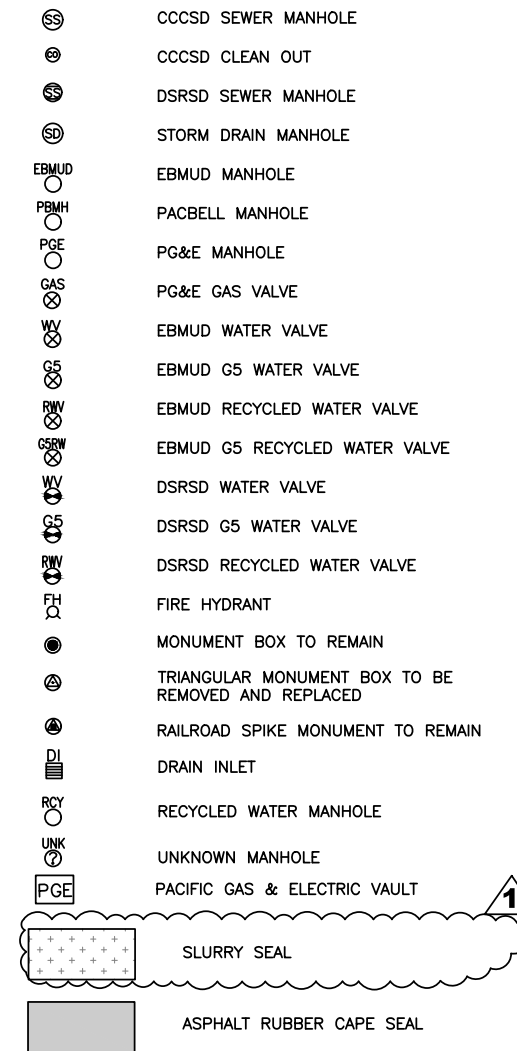 SS CCCSD SEWER MANHOLE
CO CCCSD CLEAN OUT
SS DSRSD SEWER MANHOLE
SD STORM DRAIN MANHOLE
EBMUD EBMUD MANHOLE
PBMH PACBELL MANHOLE
PGE PG&E MANHOLE
GAS PG&E GAS VALVE
WV EBMUD WATER VALVE
G5 EBMUD G5 WATER VALVE
RWV EBMUD RECYCLED WATER VALVE
G5RW EBMUD G5 RECYCLED WATER VALVE
WV DSRSD WATER VALVE
G5 DSRSD G5 WATER VALVE
RWV DSRSD RECYCLED WATER VALVE
FH FIRE HYDRANT
MONUMENT BOX TO REMAIN
TRIANGULAR MONUMENT BOX TO BE
REMOVED AND REPLACED
RAILROAD SPIKE MONUMENT TO REMAIN
DI DRAIN INLET
RCY RECYCLED WATER MANHOLE
UNK ? UNKNOWN MANHOLE
PGE PACIFIC GAS & ELECTRIC VAULT 1
SLURRY SEAL
ASPHALT RUBBER CAPE SEAL